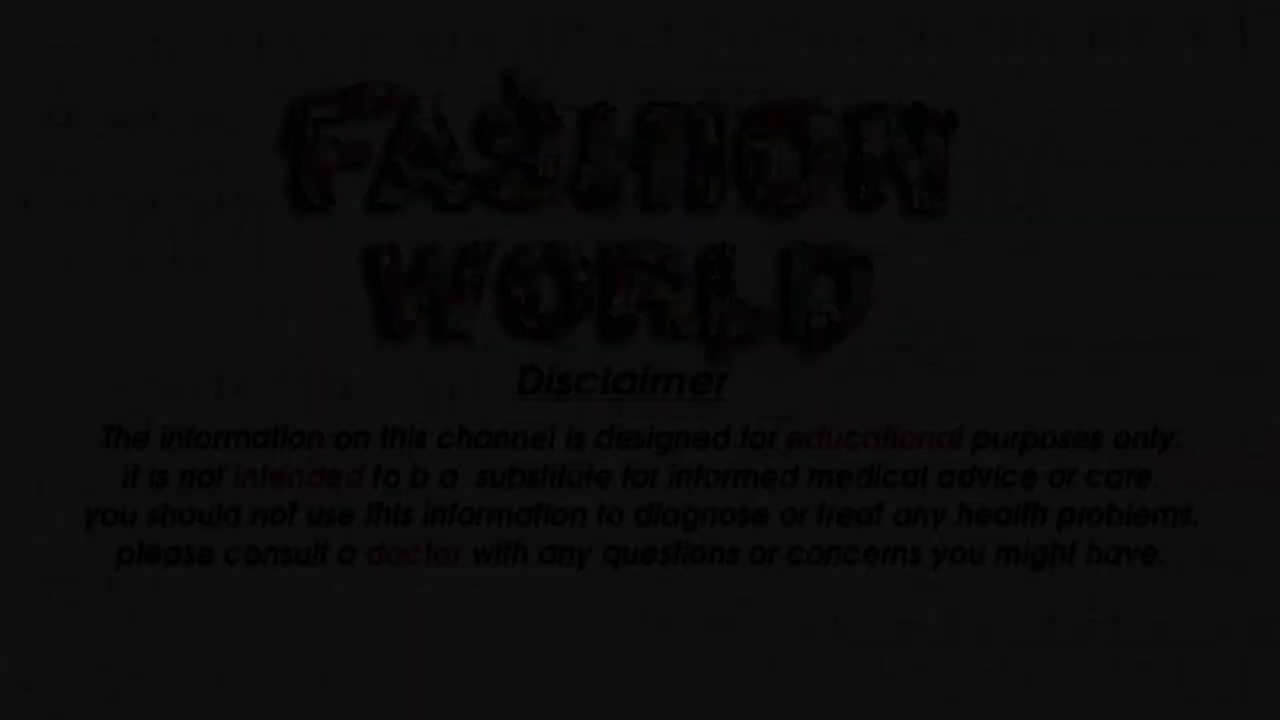 FASHION
WORLD
Disclaimer
The information on this channel is designed for educational purposes only.
it is not intended to b a substitute for informed medical advice or care.
you should not use this information to diagnose or treat any health problems.
please consult a doctor with any questions or concerns you might have.